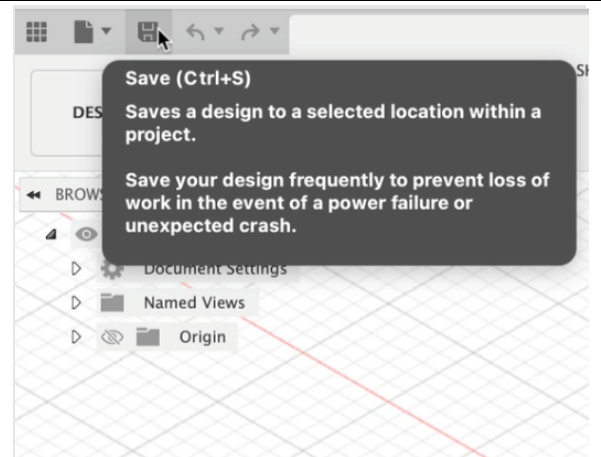 Save (Ctrl+S)
SK
DES
Saves a design to a selected location within a
project.
Save your design frequently to prevent loss of
BROWS
work in the event of a power failure or
unexpected crash.
Document Settings
Named Views
Origin